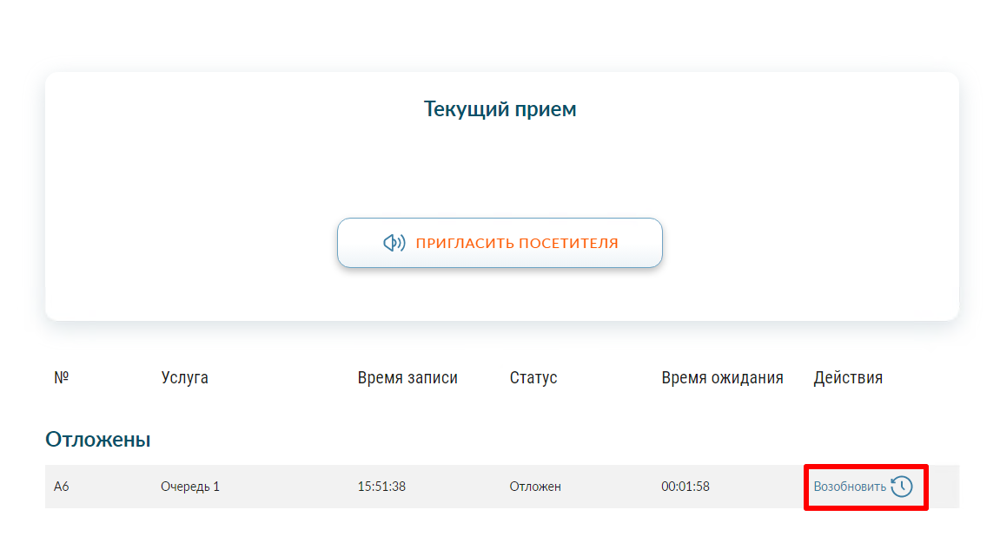 Текущий прием
ПРИГЛАСИТЬ ПОСЕТИТЕЛЯ
№ Услуга Время записи Статус Время ожидания Действия
Отложены
А6 Очередь 1 15:51:38 Отложен 00:01:58 Возобновить